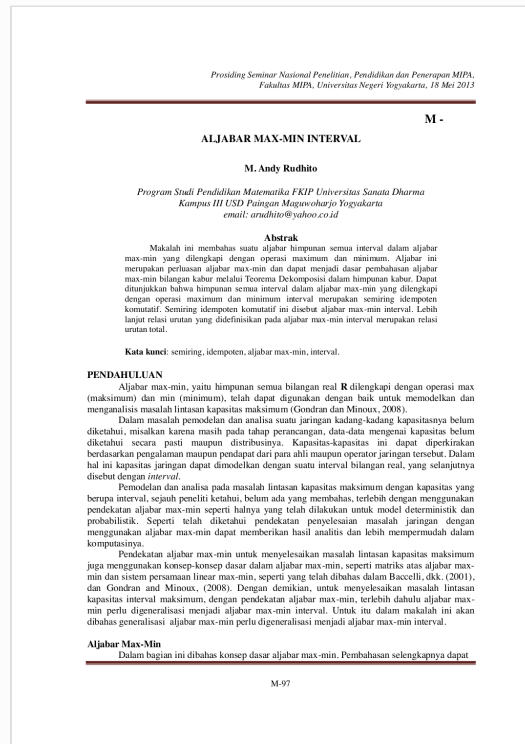 Prosiding Seminar Nasional Penelitian, Pendidikan dan Penerapan MIPA,
Fakultas MIPA, Universitas Negeri Yogyakarta, 18 Mei 2013
M -
ALJABAR MAX-MIN INTERVAL
M. Andy Rudhito
Program Studi Pendidikan Matematika FKIP Universitas Sanata Dharma
Kampus III USD Paingan Maguwoharjo Yogyakarta
email: arudhito@yahoo.co.id
Abstrak
Makalah ini membahas suatu aljabar himpunan semua interval dalam aljabar
max-min yang dilengkapi dengan operasi maximum dan minimum. Aljabar ini
merupakan perluasan aljabar max-min dan dapat menjadi dasar pembahasan aljabar
max-min bilangan kabur melalui Teorema Dekomposisi dalam himpunan kabur. Dapat
ditunjukkan bahwa himpunan semua interval dalam aljabar max-min yang dilengkapi
dengan operasi maximum dan minimum interval merupakan semiring idempoten
komutatif. Semiring idempoten komutatif ini disebut aljabar max-min interval. Lebih
lanjut relasi urutan yang didefinisikan pada aljabar max-min interval merupakan relasi
urutan total.
Kata kunci: semiring, idempoten, aljabar max-min, interval.
PENDAHULUAN
Aljabar max-min, yaitu himpunan semua bilangan real R dilengkapi dengan operasi max
(maksimum) dan min (minimum), telah dapat digunakan dengan baik untuk memodelkan dan
menganalisis masalah lintasan kapasitas maksimum (Gondran dan Minoux, 2008).
Dalam masalah pemodelan dan analisa suatu jaringan kadang-kadang kapasitasnya belum
diketahui, misalkan karena masih pada tahap perancangan, data-data mengenai kapasitas belum
diketahui secara pasti maupun distribusinya. Kapasitas-kapasitas ini dapat diperkirakan
berdasarkan pengalaman maupun pendapat dari para ahli maupun operator jaringan tersebut. Dalam
hal ini kapasitas jaringan dapat dimodelkan dengan suatu interval bilangan real, yang selanjutnya
disebut dengan interval.
Pemodelan dan analisa pada masalah lintasan kapasitas maksimum dengan kapasitas yang
berupa interval, sejauh peneliti ketahui, belum ada yang membahas, terlebih dengan menggunakan
pendekatan aljabar max-min seperti halnya yang telah dilakukan untuk model deterministik dan
probabilistik. Seperti telah diketahui pendekatan penyelesaian masalah jaringan dengan
menggunakan aljabar max-min dapat memberikan hasil analitis dan lebih mempermudah dalam
komputasinya.
Pendekatan aljabar max-min untuk menyelesaikan masalah lintasan kapasitas maksimum
juga menggunakan konsep-konsep dasar dalam aljabar max-min, seperti matriks atas aljabar max-
min dan sistem persamaan linear max-min, seperti yang telah dibahas dalam Baccelli, dkk. (2001),
dan Gondran and Minoux, (2008). Dengan demikian, untuk menyelesaikan masalah lintasan
kapasitas interval maksimum, dengan pendekatan aljabar max-min, terlebih dahulu aljabar max-
min perlu digeneralisasi menjadi aljabar max-min interval. Untuk itu dalam makalah ini akan
dibahas generalisasi aljabar max-min perlu digeneralisasi menjadi aljabar max-min interval.
Aljabar Max-Min
Dalam bagian ini dibahas konsep dasar aljabar max-min. Pembahasan selengkapnya dapat
M-97